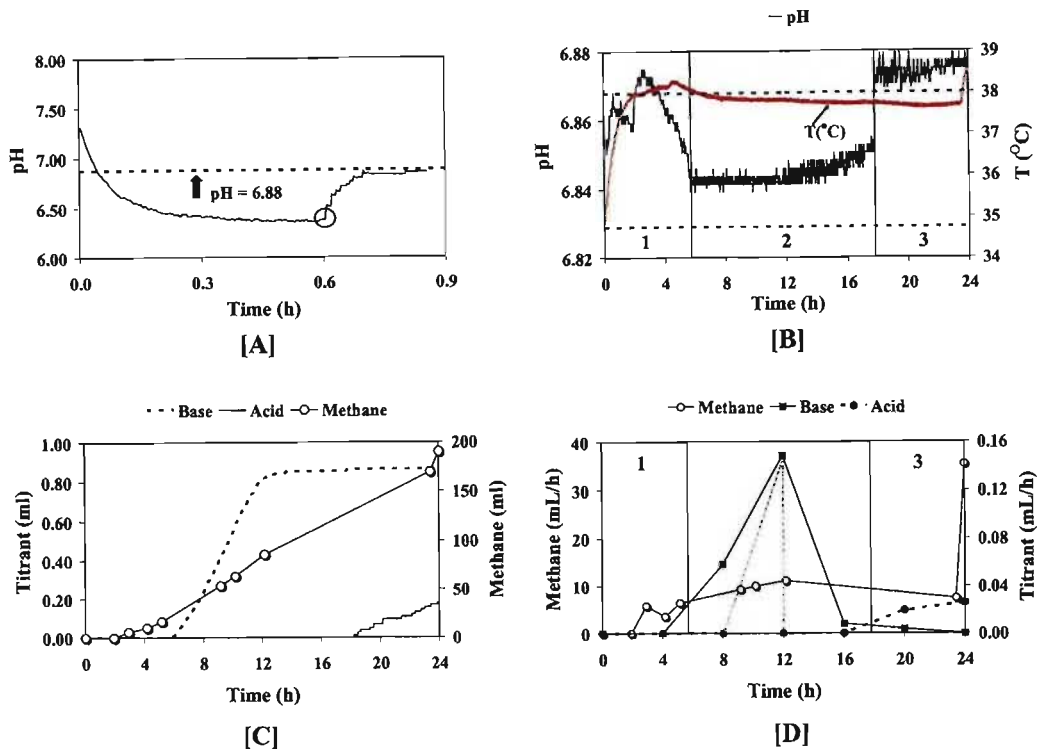 8.00
7.50
7.00
6.50
6.00
pH
pH = 6.88
0.0 0.3 0.6 0.9
Time (h)
[A]
pH
6.88
6.86
6.84
6.82
pH
39
38
37
36
35
34
T (°C)
T(°C)
1 2 3
0 4 8 12 16 20 24
Time (h)
[B]
Base Acid Methane
1.00
0.80
0.60
0.40
0.20
0.00
Titrant (ml)
200
150
100
50
0
Methane (ml)
0 4 8 12 16 20 24
Time (h)
[C]
Methane Base Acid
40
30
20
10
0
Methane (mL/h)
0.16
0.12
0.08
0.04
0.00
Titrant (mL/h)
1 3
0 4 8 12 16 20 24
Time (h)
[D]